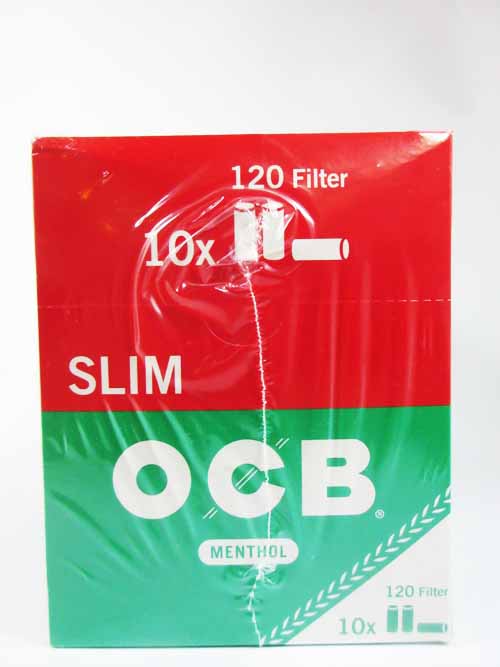 120 Filter
10x
SLIM
OCB®
MENTHOL
120 Filter
10x